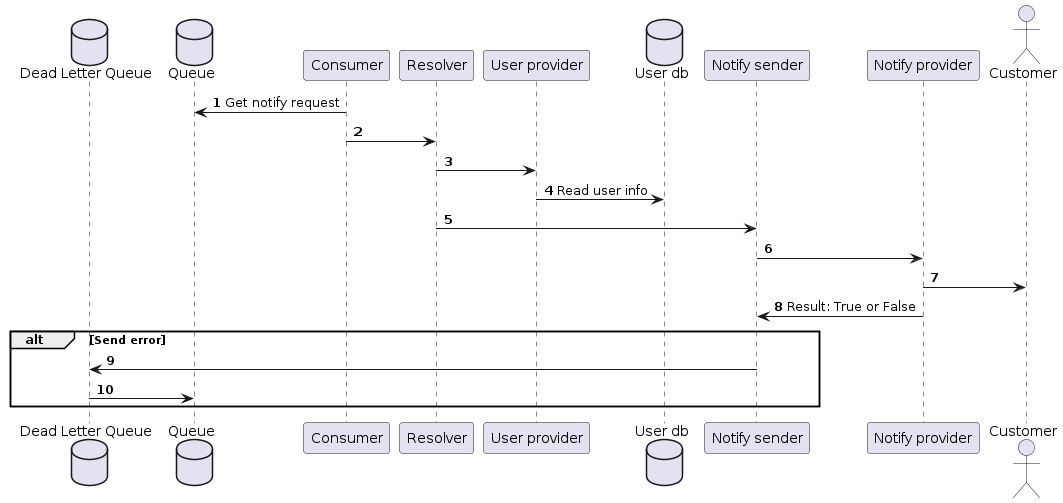 Dead Letter Queue
Queue
Consumer
Resolver
User provider
User db
Notify sender
Notify provider
Customer
1 Get notify request
2
3
4 Read user info
5
6
7
8 Result: True or False
alt [Send error]
9
10
Dead Letter Queue
Queue
Consumer
Resolver
User provider
User db
Notify sender
Notify provider
Customer